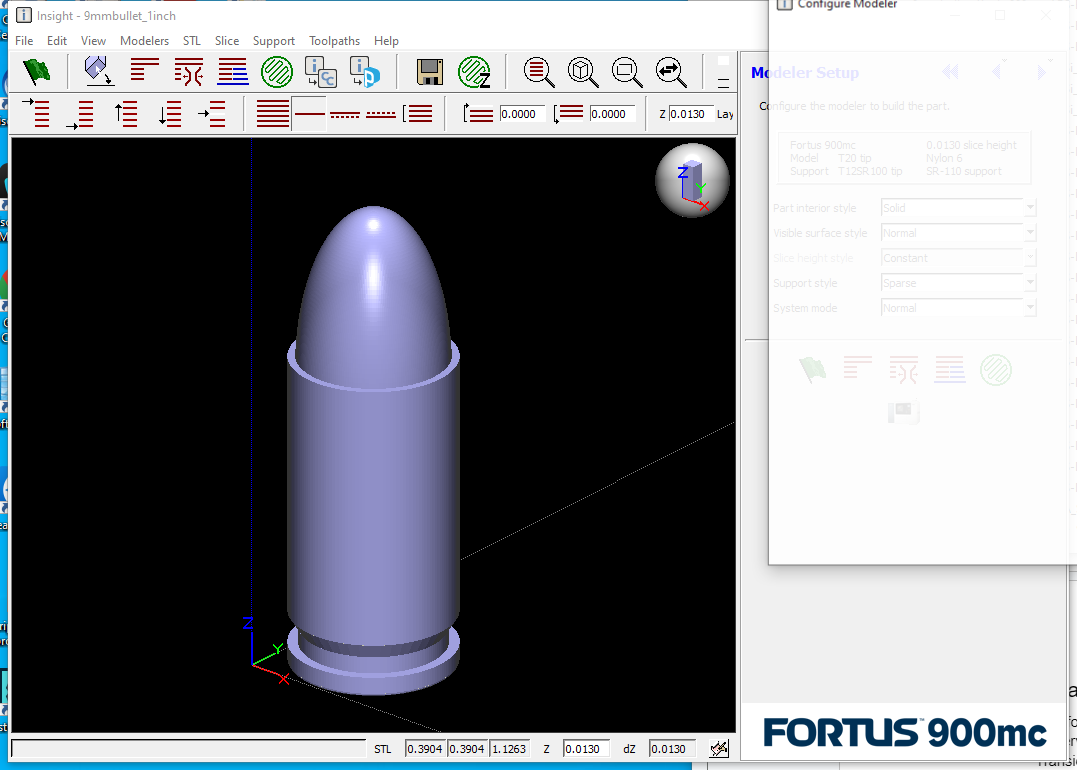 Insight - 9mmbullet_1inch
Configure Modeler
File Edit View Modelers STL Slice Support Toolpaths Help
Modeler Setup
Configure the modeler to build the part.
0.0000 0.0000 Z 0.0130 Lay
Fortus 900mc 0.0130 slice height
Model T20 tip Nylon 6
Support T12SR100 tip SR-110 support
Part interior style Solid
Visible surface style Normal
Slice height style Constant
Support style Sparse
System mode Normal
Z
Y
X
Z
Y
X
FORTUS 900mc
STL 0.3904 0.3904 1.1263 Z 0.0130 dZ 0.0130